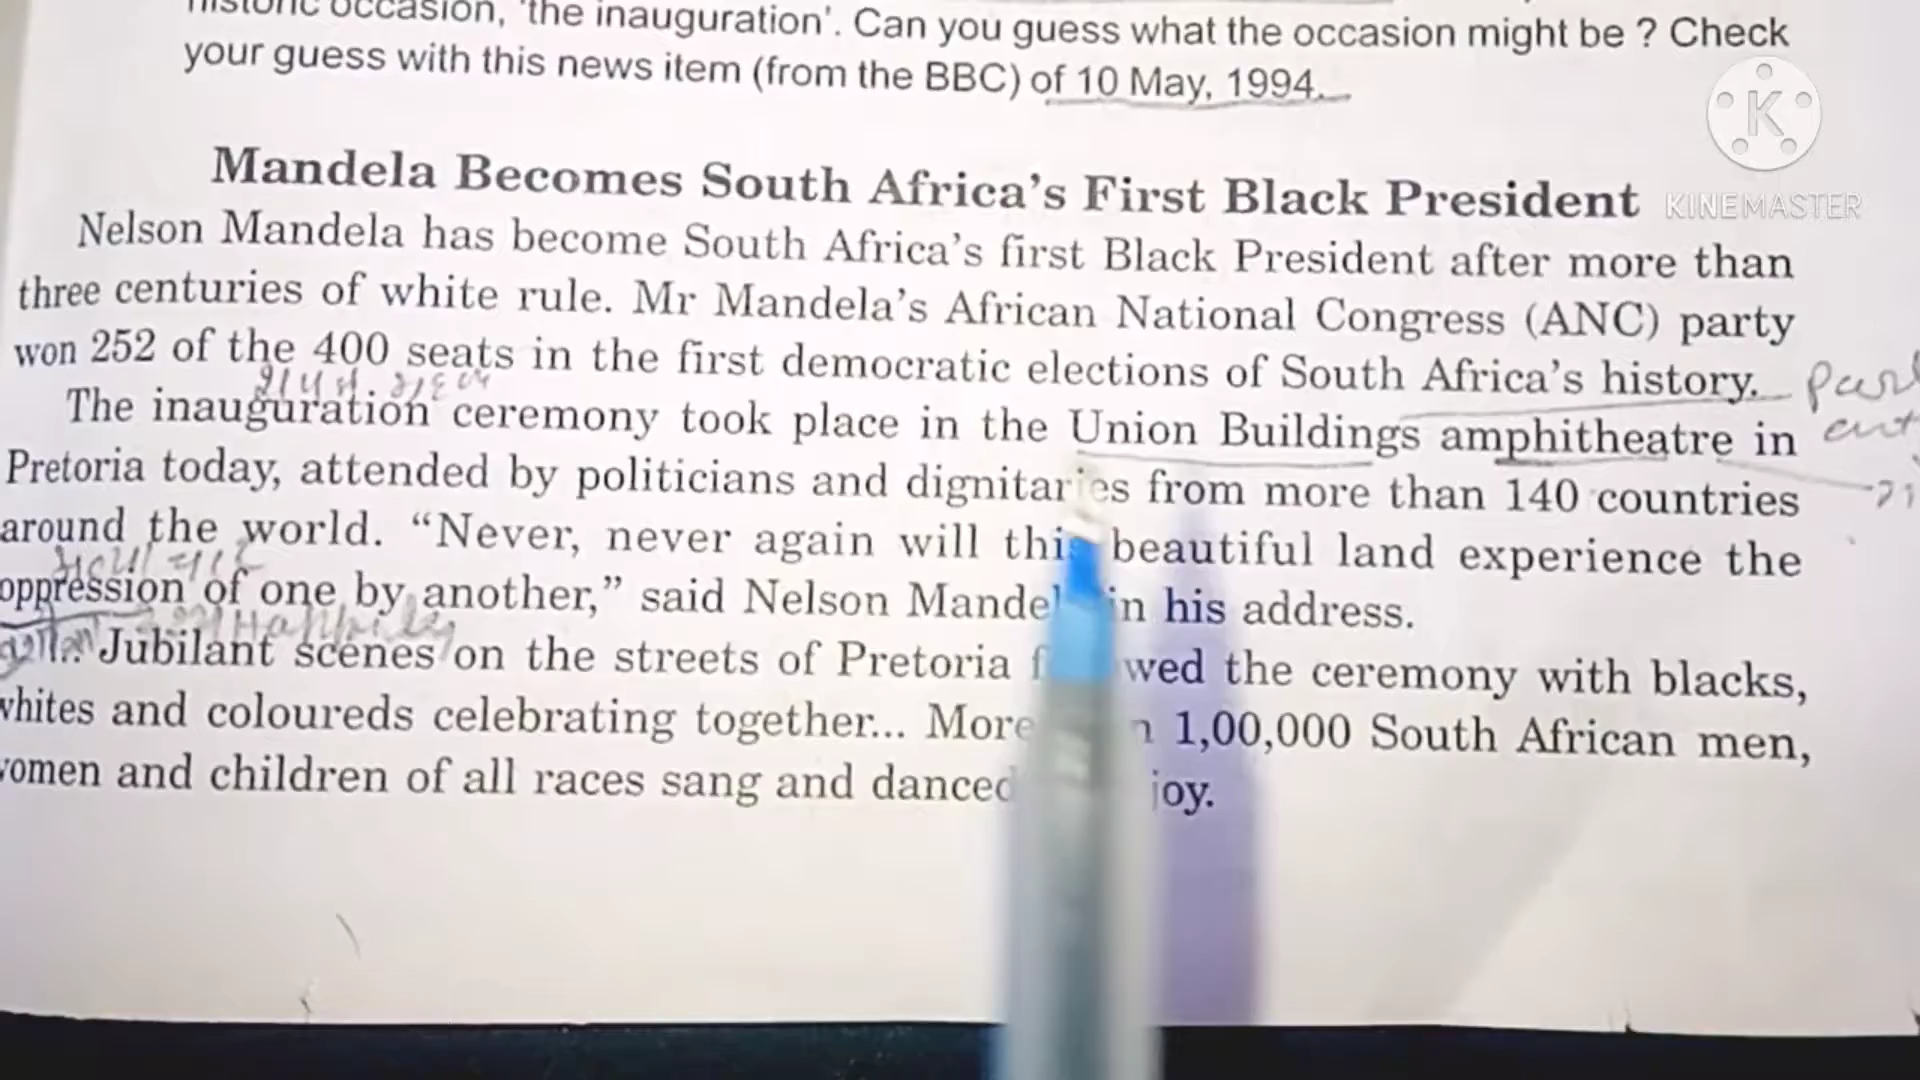 historic occasion, 'the inauguration'. Can you guess what the occasion might be ? Check
your guess with this news item (from the BBC) of 10 May, 1994.
KINEMASTER
Mandela Becomes South Africa's First Black President
Nelson Mandela has become South Africa's first Black President after more than
three centuries of white rule. Mr Mandela's African National Congress (ANC) party
won 252 of the 400 seats in the first democratic elections of South Africa's history.
The inauguration ceremony took place in the Union Buildings amphitheatre in
Pretoria today, attended by politicians and dignitaries from more than 140 countries
around the world. “Never, never again will this beautiful land experience the
oppression of one by another,” said Nelson Mandel in his address.
Happily
Jubilant scenes on the streets of Pretoria f wed the ceremony with blacks,
whites and coloureds celebrating together... More n 1,00,000 South African men,
women and children of all races sang and danced joy.